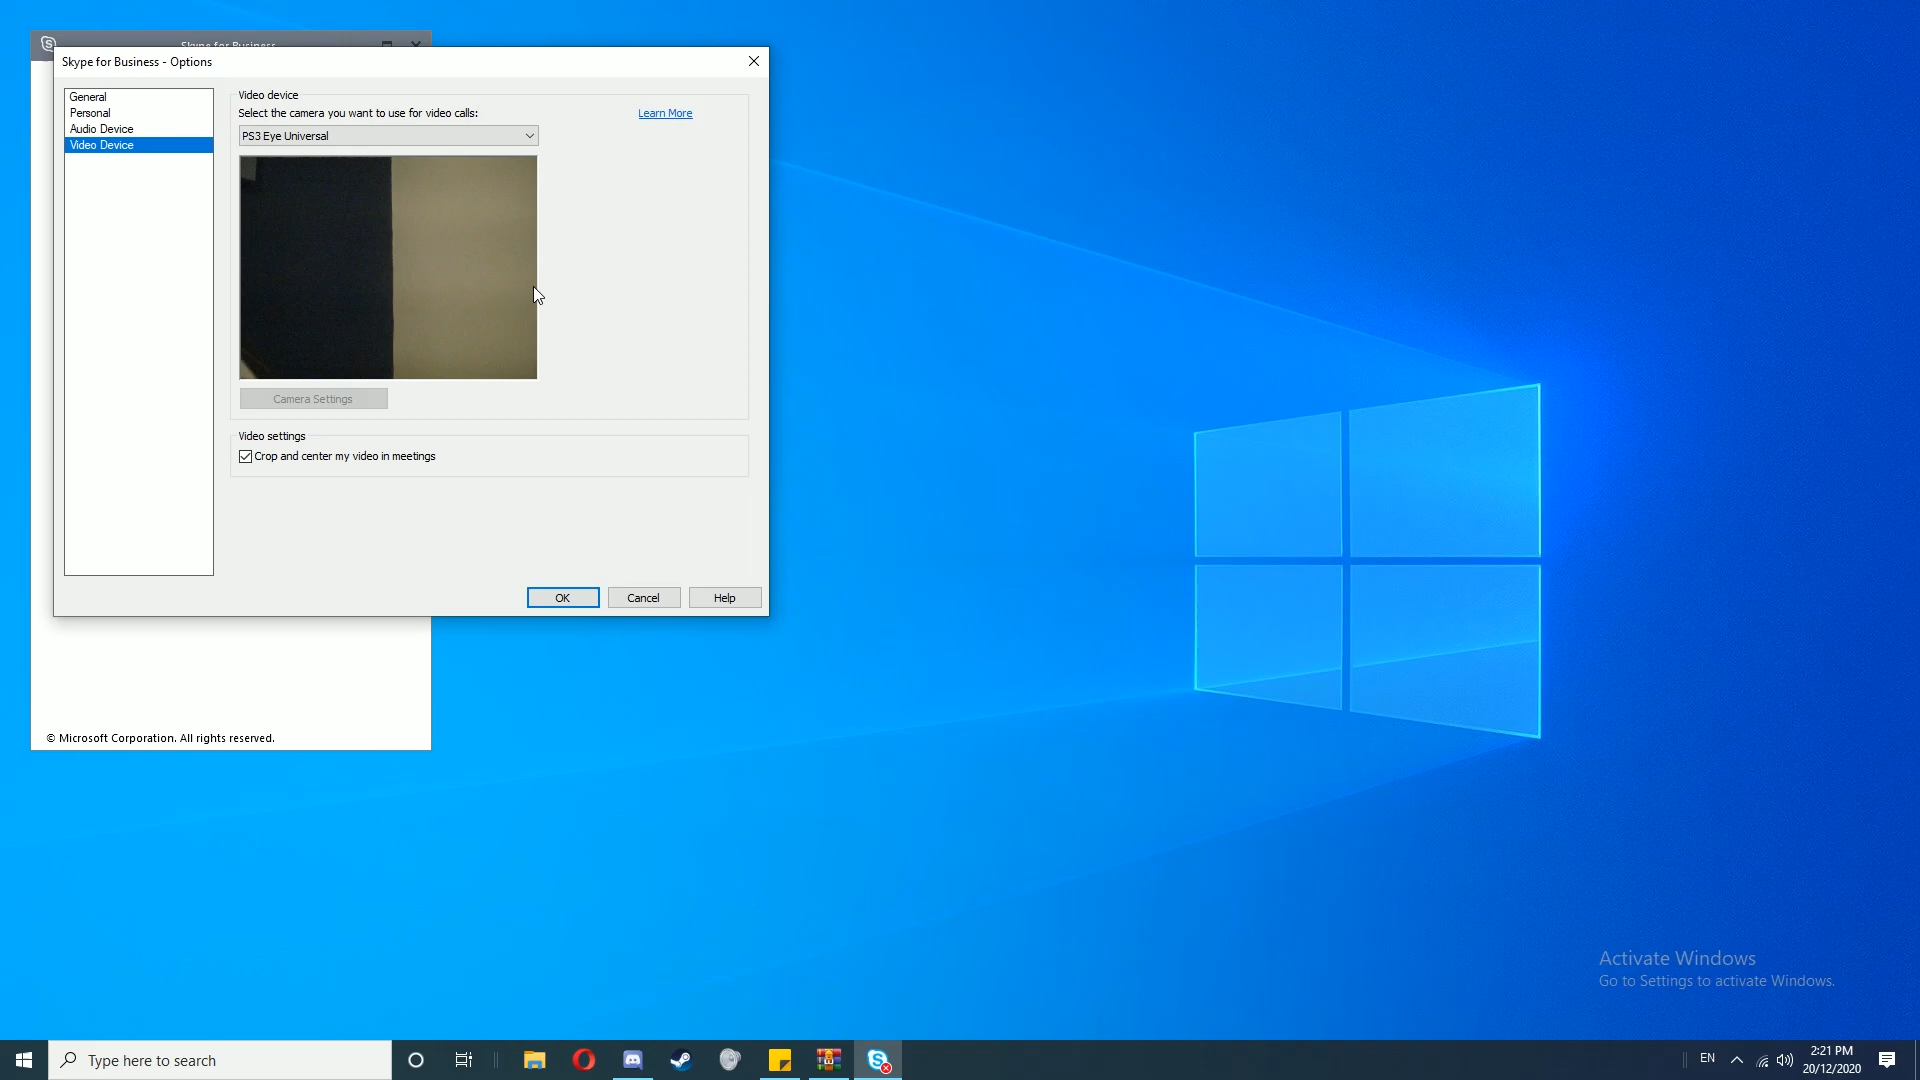 Skype for Business
Skype for Business - Options
General
Personal
Audio Device
Video Device
Video device
Select the camera you want to use for video calls:
Learn More
PS3 Eye Universal
Camera Settings
Video settings
Crop and center my video in meetings
OK
Cancel
Help
© Microsoft Corporation. All rights reserved.
Activate Windows
Go to Settings to activate Windows.
Type here to search
EN
2:21 PM
20/12/2020